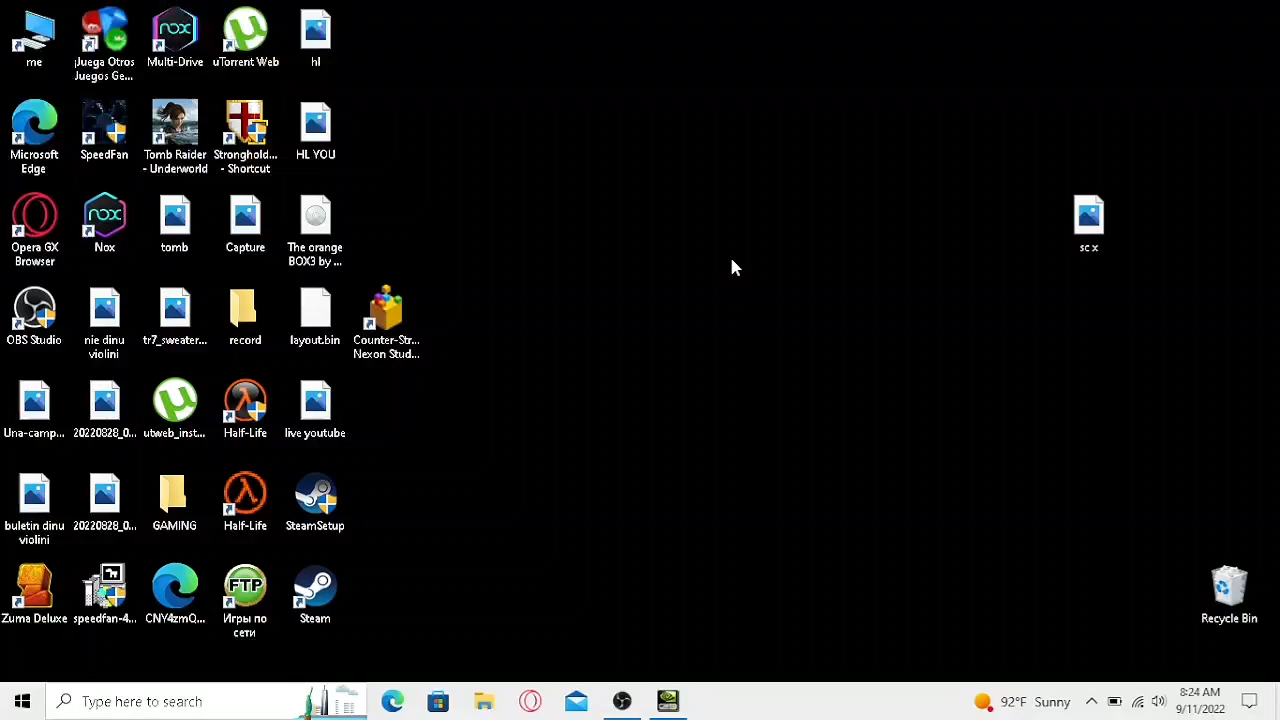 me
¡Juega Otros
Juegos Ge...
nox
Multi-Drive
uTorrent Web
hl
Microsoft
Edge
SpeedFan
Tomb Raider
- Underworld
Stronghold...
- Shortcut
HL YOU
Opera GX
Browser
nox
Nox
tomb
Capture
The orange
BOX3 by ...
sc x
OBS Studio
nie dinu
violini
tr7_sweater...
record
layout.bin
Counter-Str...
Nexon Stud...
Una-camp...
20220828_0...
utweb_inst...
Half-Life
live youtube
buletin dinu
violini
20220828_0...
GAMING
Half-Life
SteamSetup
Zuma Deluxe
speedfan-4...
CNY4zmQ...
FTP
Игры по
сети
Steam
Recycle Bin
Type here to search
92°F Sunny
8:24 AM
9/11/2022